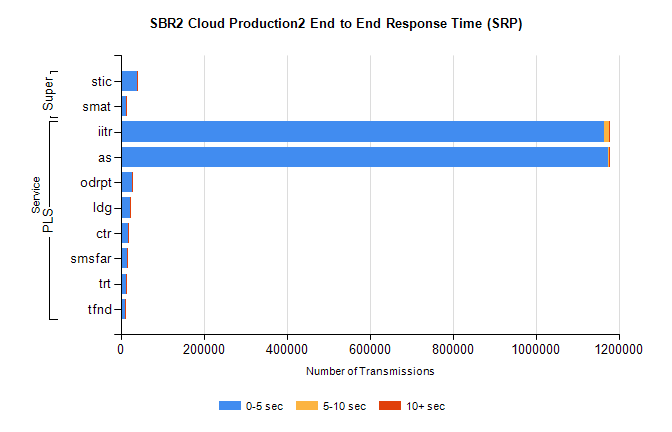 SBR2 Cloud Production2 End to End Response Time (SRP)
Super
stic
smat
Service
PLS
iitr
as
odrpt
ldg
ctr
smsfar
trt
tfnd
0 200000 400000 600000 800000 1000000 1200000
Number of Transmissions
0-5 sec 5-10 sec 10+ sec